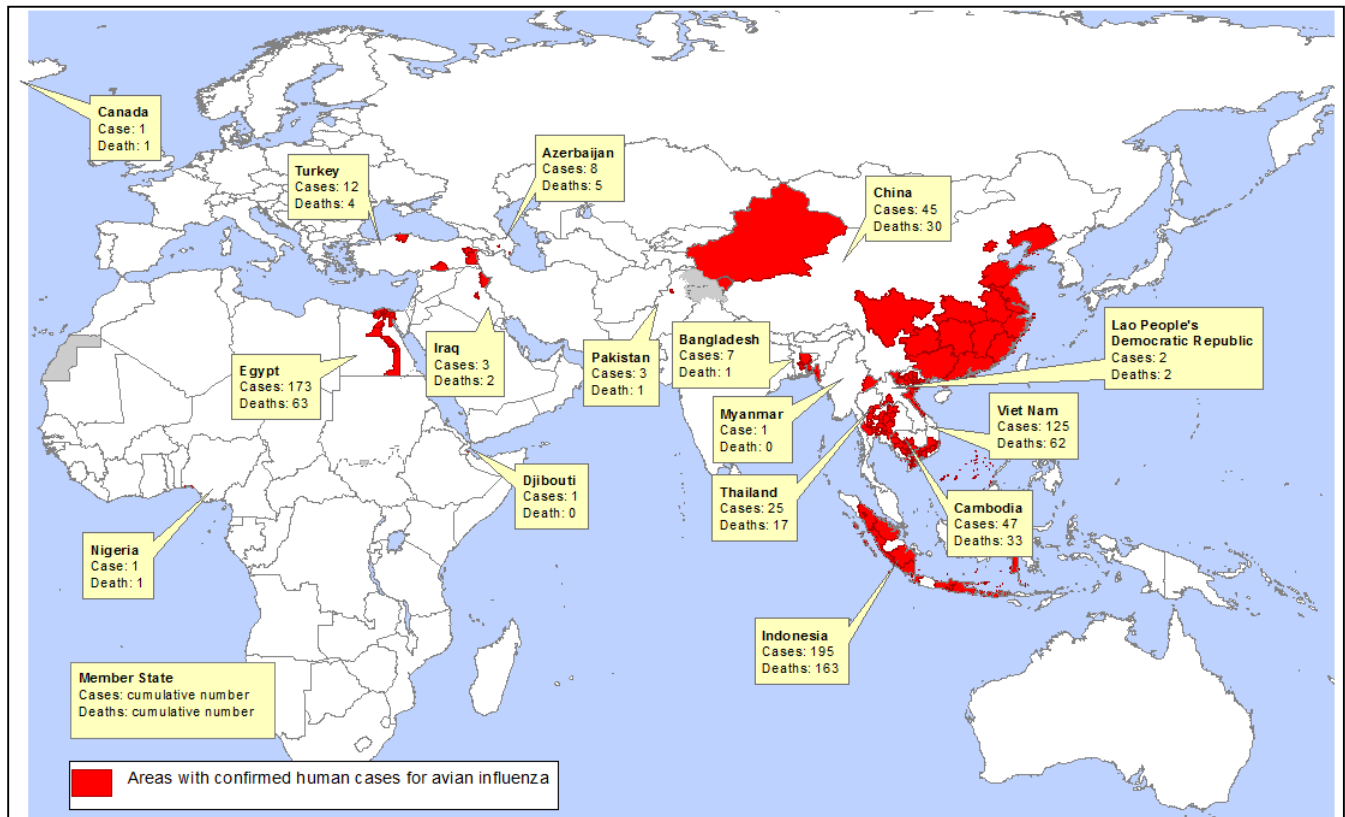 Canada
Case: 1
Death: 1
Turkey
Cases: 12
Deaths: 4
Azerbaijan
Cases: 8
Deaths: 5
China
Cases: 45
Deaths: 30
Egypt
Cases: 173
Deaths: 63
Iraq
Cases: 3
Deaths: 2
Pakistan
Cases: 3
Death: 1
Bangladesh
Cases: 7
Death: 1
Lao People's
Democratic Republic
Cases: 2
Deaths: 2
Myanmar
Case: 1
Death: 0
Viet Nam
Cases: 125
Deaths: 62
Djibouti
Cases: 1
Death: 0
Thailand
Cases: 25
Deaths: 17
Cambodia
Cases: 47
Deaths: 33
Nigeria
Case: 1
Death: 1
Indonesia
Cases: 195
Deaths: 163
Member State
Cases: cumulative number
Deaths: cumulative number
Areas with confirmed human cases for avian influenza